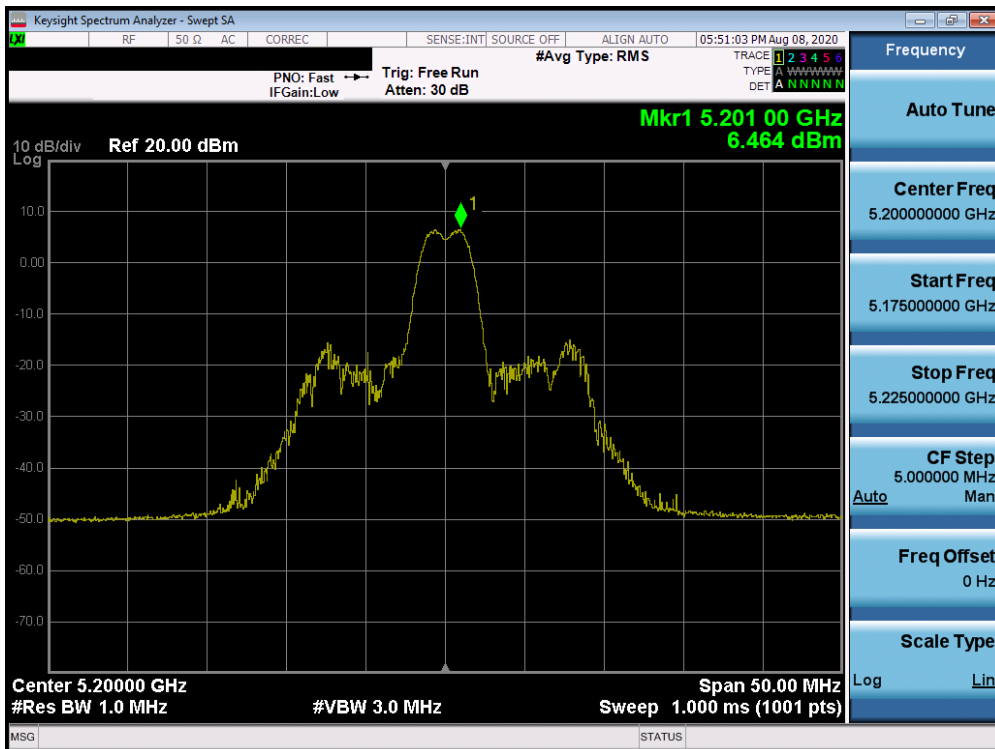 Keysight Spectrum Analyzer - Swept SA
LXI RF 50 Ω AC CORREC SENSE:INT SOURCE OFF ALIGN AUTO 05:51:03 PM Aug 08, 2020
#Avg Type: RMS
TRACE 1 2 3 4 5 6
PNO: Fast Trig: Free Run
TYPE A WWWWW
IFGain:Low Atten: 30 dB
DET A N N N N N
Mkr1 5.201 00 GHz
10 dB/div Ref 20.00 dBm 6.464 dBm
Log
1
10.0
0.00
-10.0
-20.0
-30.0
-40.0
-50.0
-60.0
-70.0
Center 5.20000 GHz Span 50.00 MHz
#Res BW 1.0 MHz #VBW 3.0 MHz Sweep 1.000 ms (1001 pts)
MSG STATUS
Frequency
Auto Tune
Center Freq
5.200000000 GHz
Start Freq
5.175000000 GHz
Stop Freq
5.225000000 GHz
CF Step
5.000000 MHz
Auto Man
Freq Offset
0 Hz
Scale Type
Log Lin